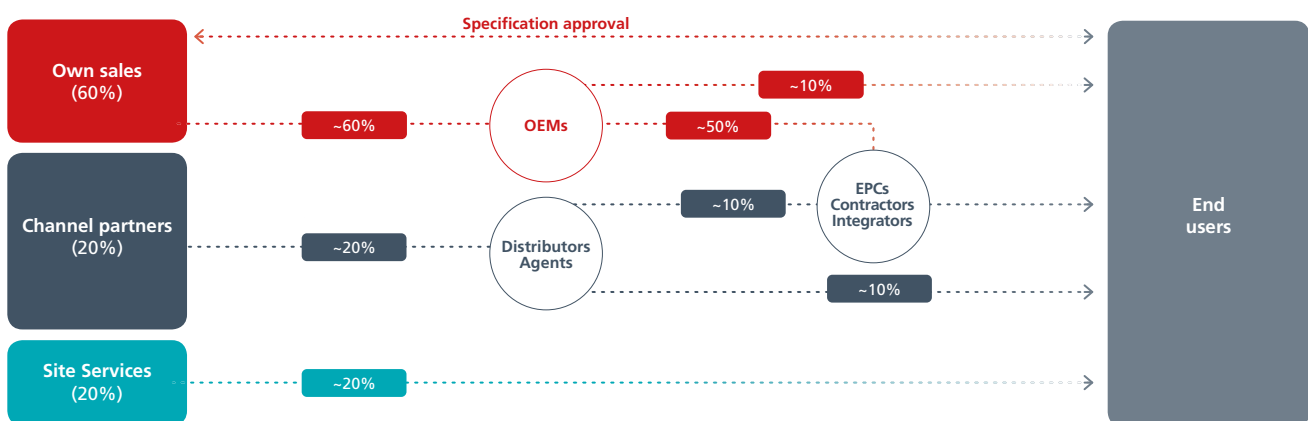 Specification approval
Own sales
(60%)
~10%
~60%
OEMs
~50%
Channel partners
(20%)
~20%
Distributors
Agents
~10%
EPCs
Contractors
Integrators
~10%
End
users
Site Services
(20%)
~20%